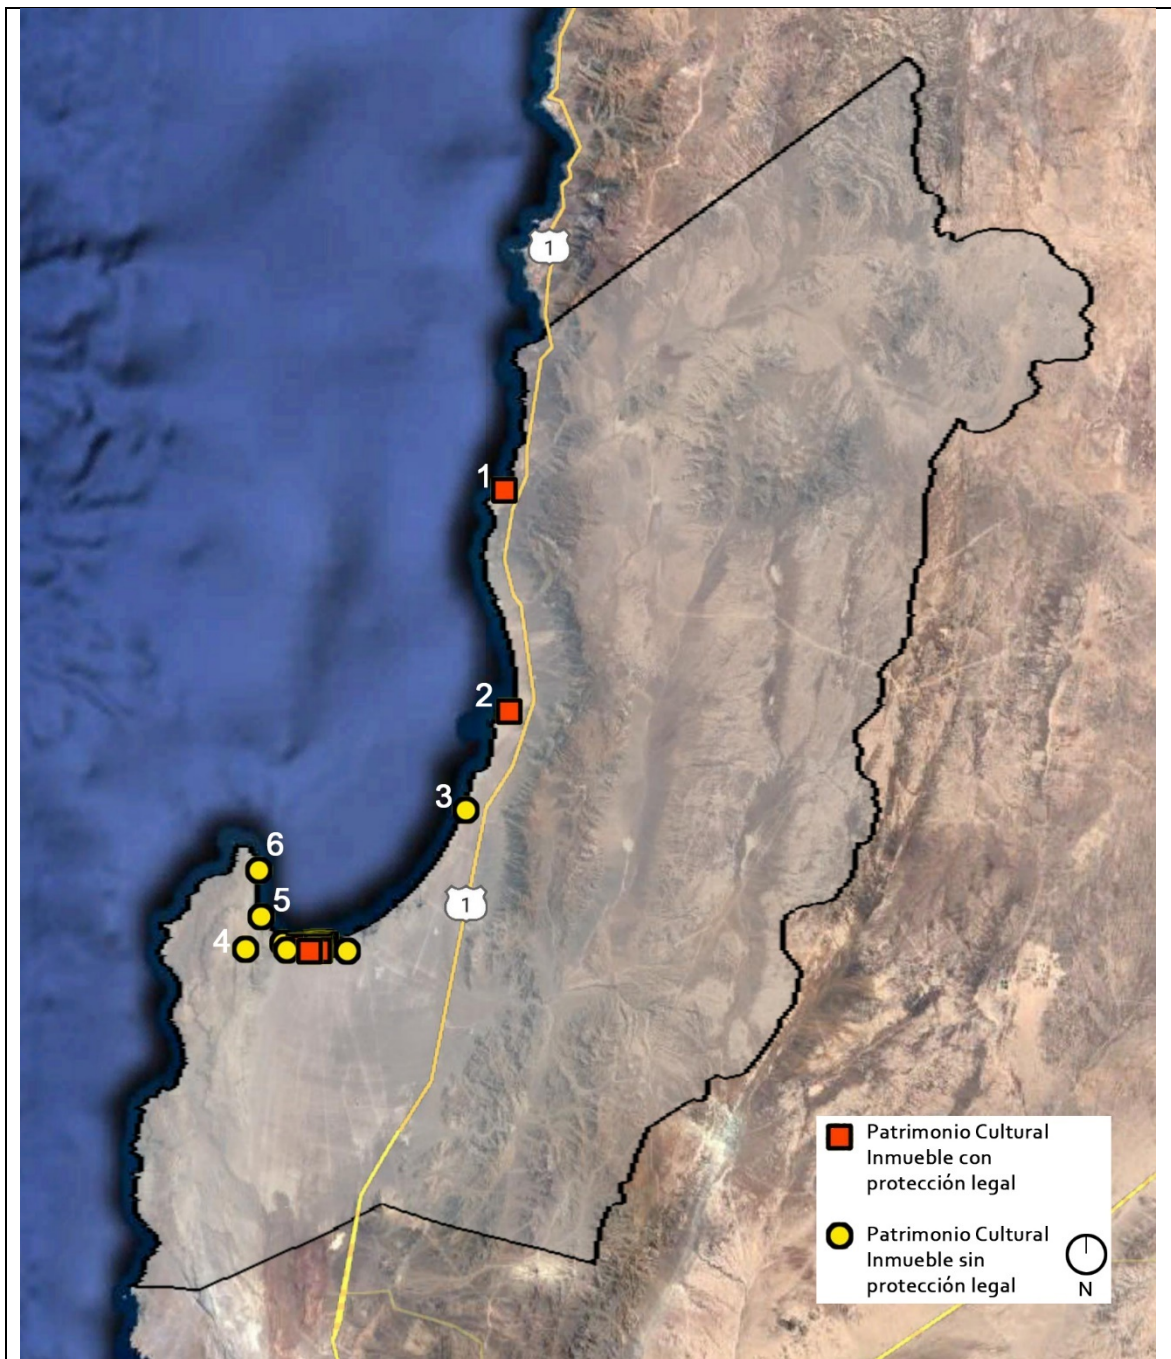 1
1
2
3
6
5
4
1
Patrimonio Cultural
Inmueble con
protección legal
Patrimonio Cultural
Inmueble sin
protección legal
N